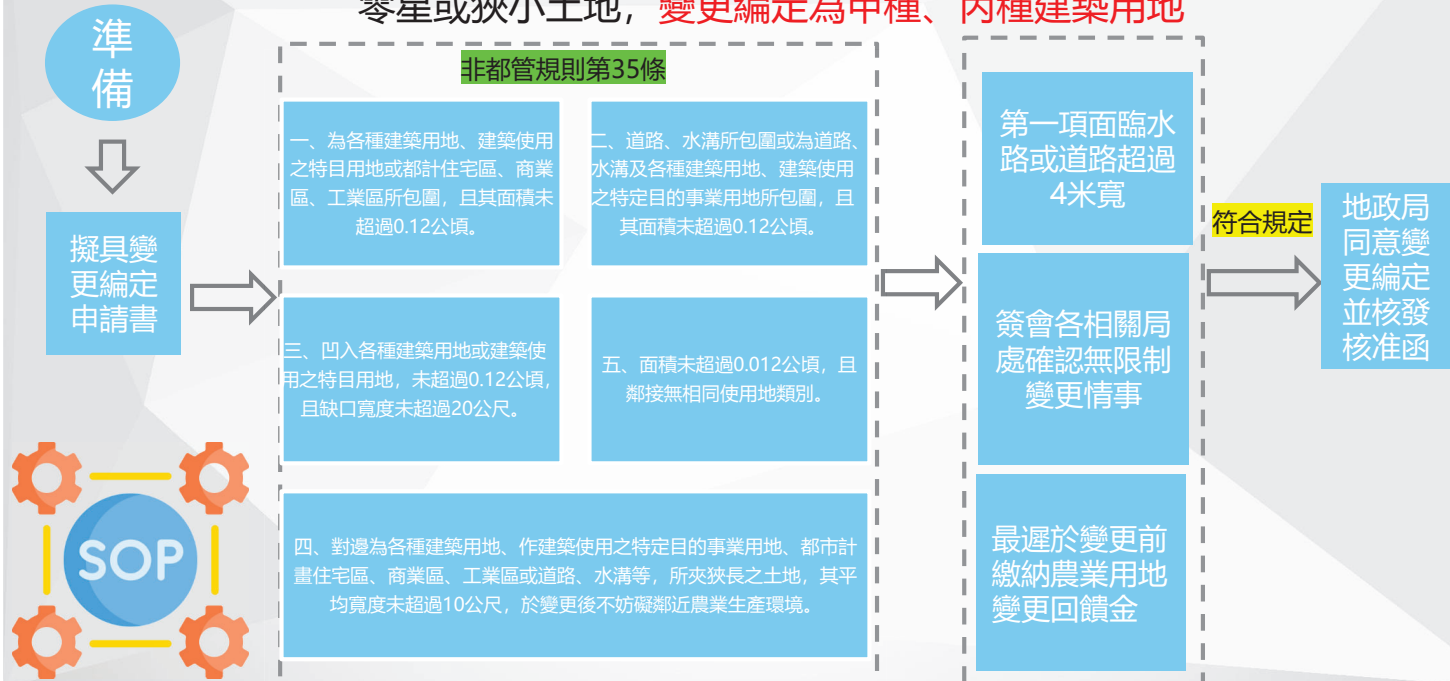 零星或狹小土地，變更編定為甲種、丙種建築用地
準
備
擬具變
更編定
申請書
SOP
非都管規則第35條
一、為各種建築用地、建築使用
之特目用地或都計住宅區、商業
區、工業區所包圍，且其面積未
超過0.12公頃。
二、道路、水溝所包圍或為道路、
水溝及各種建築用地、建築使用
之特定目的事業用地所包圍，且
其面積未超過0.12公頃。
三、凹入各種建築用地或建築使
用之特目用地，未超過0.12公頃，
且缺口寬度未超過20公尺。
五、面積未超過0.012公頃，且
鄰接無相同使用地類別。
四、對邊為各種建築用地、作建築使用之特定目的事業用地、都市計
畫住宅區、商業區、工業區或道路、水溝等，所夾狹長之土地，其平
均寬度未超過10公尺，於變更後不妨礙鄰近農業生產環境。
第一項面臨水
路或道路超過
4米寬
簽會各相關局
處確認無限制
變更情事
最遲於變更前
繳納農業用地
變更回饋金
符合規定
地政局
同意變
更編定
並核發
核准函